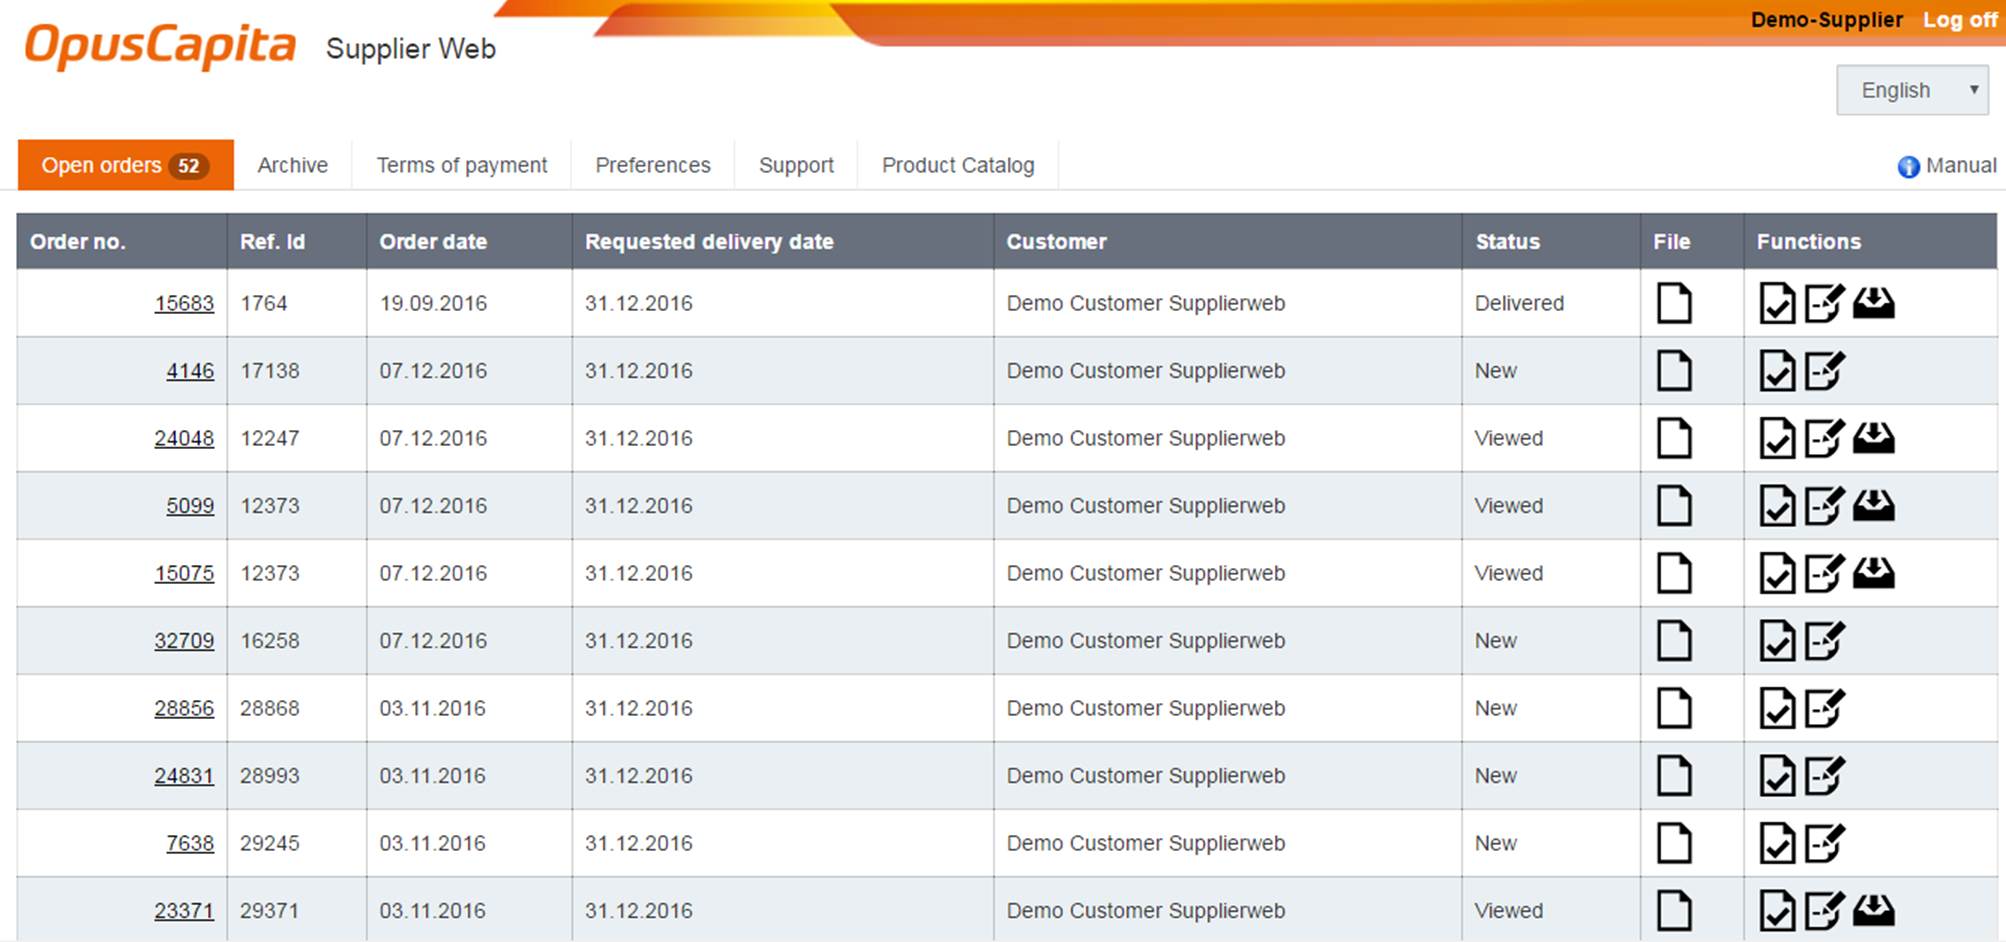 Demo-Supplier Log off
OpusCapita Supplier Web
English
Open orders 52 Archive Terms of payment Preferences Support Product Catalog Manual
Order no. Ref. Id Order date Requested delivery date Customer Status File Functions
15683 1764 19.09.2016 31.12.2016 Demo Customer Supplierweb Delivered
4146 17138 07.12.2016 31.12.2016 Demo Customer Supplierweb New
24048 12247 07.12.2016 31.12.2016 Demo Customer Supplierweb Viewed
5099 12373 07.12.2016 31.12.2016 Demo Customer Supplierweb Viewed
15075 12373 07.12.2016 31.12.2016 Demo Customer Supplierweb Viewed
32709 16258 07.12.2016 31.12.2016 Demo Customer Supplierweb New
28856 28868 03.11.2016 31.12.2016 Demo Customer Supplierweb New
24831 28993 03.11.2016 31.12.2016 Demo Customer Supplierweb New
7638 29245 03.11.2016 31.12.2016 Demo Customer Supplierweb New
23371 29371 03.11.2016 31.12.2016 Demo Customer Supplierweb Viewed